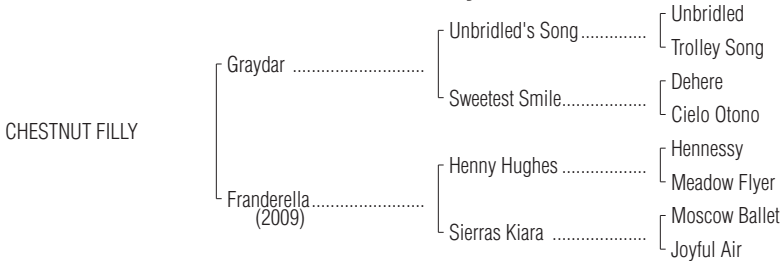 Unbridled
Unbridled's Song..............
Trolley Song
Graydar ............................
Dehere
Sweetest Smile..................
Cielo Otono
CHESTNUT FILLY
Hennessy
Henny Hughes ..................
Meadow Flyer
Franderella........................
(2009)
Moscow Ballet
Sierras Kiara ....................
Joyful Air